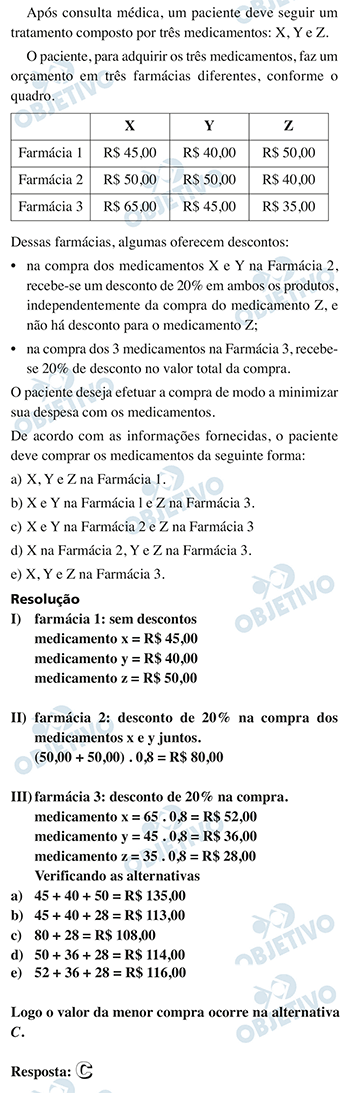 Após consulta médica, um paciente deve seguir um
tratamento composto por três medicamentos: X, Y e Z.
O paciente, para adquirir os três medicamentos, faz um
orçamento em três farmácias diferentes, conforme o
quadro.
X Y Z
Farmácia 1 R$ 45,00 R$ 40,00 R$ 50,00
Farmácia 2 R$ 50,00 R$ 50,00 R$ 40,00
Farmácia 3 R$ 65,00 R$ 45,00 R$ 35,00
Dessas farmácias, algumas oferecem descontos:
• na compra dos medicamentos X e Y na Farmácia 2,
recebe-se um desconto de 20% em ambos os produtos,
independentemente da compra do medicamento Z, e
não há desconto para o medicamento Z;
• na compra dos 3 medicamentos na Farmácia 3, recebe-
se 20% de desconto no valor total da compra.
O paciente deseja efetuar a compra de modo a minimizar
sua despesa com os medicamentos.
De acordo com as informações fornecidas, o paciente
deve comprar os medicamentos da seguinte forma:
a) X, Y e Z na Farmácia 1.
b) X e Y na Farmácia 1 e Z na Farmácia 3.
c) X e Y na Farmácia 2 e Z na Farmácia 3
d) X na Farmácia 2, Y e Z na Farmácia 3.
e) X, Y e Z na Farmácia 3.
Resolução
I) farmácia 1: sem descontos
medicamento x = R$ 45,00
medicamento y = R$ 40,00
medicamento z = R$ 50,00
II) farmácia 2: desconto de 20% na compra dos
medicamentos x e y juntos.
(50,00 + 50,00) . 0,8 = R$ 80,00
III) farmácia 3: desconto de 20% na compra.
medicamento x = 65 . 0,8 = R$ 52,00
medicamento y = 45 . 0,8 = R$ 36,00
medicamento z = 35 . 0,8 = R$ 28,00
Verificando as alternativas
a) 45 + 40 + 50 = R$ 135,00
b) 45 + 40 + 28 = R$ 113,00
c) 80 + 28 = R$ 108,00
d) 50 + 36 + 28 = R$ 114,00
e) 52 + 36 + 28 = R$ 116,00
Logo o valor da menor compra ocorre na alternativa
C.
Resposta: C
OBJETIVO
OBJETIVO
OBJETIVO
OBJETIVO
OBJETIVO
OBJETIVO
OBJETIVO
OBJETIVO
OBJETIVO
OBJETIVO
OBJETIVO